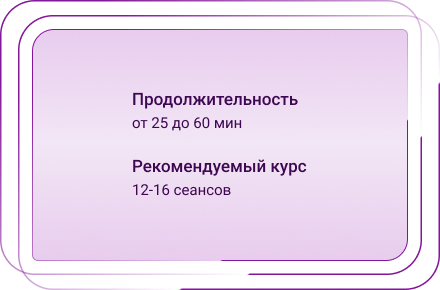 Продолжительность
от 25 до 60 мин
Рекомендуемый курс
12-16 сеансов